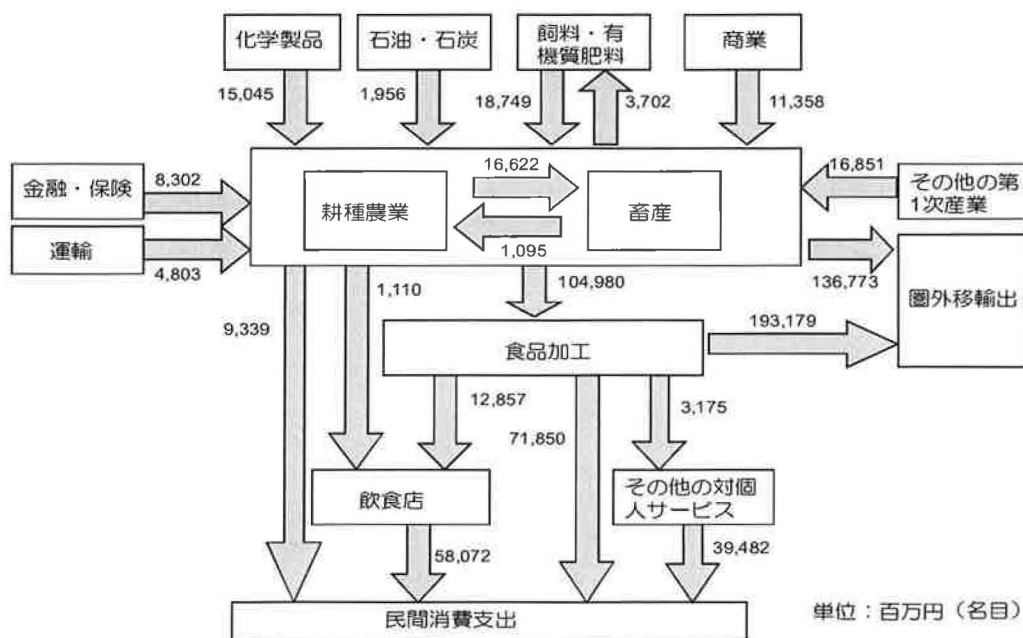 化学製品
石油・石炭
飼料・有
機質肥料
商業
15,045
1,956
18,749
3,702
11,358
金融・保険
8,302
運輸
4,803
耕種農業
16,622
1,095
畜産
16,851
その他の第
1次産業
136,773
圏外移輸出
9,339
1,110
104,980
193,179
食品加工
12,857
71,850
3,175
飲食店
その他の対個
人サービス
58,072
39,482
民間消費支出
単位：百万円（名目）